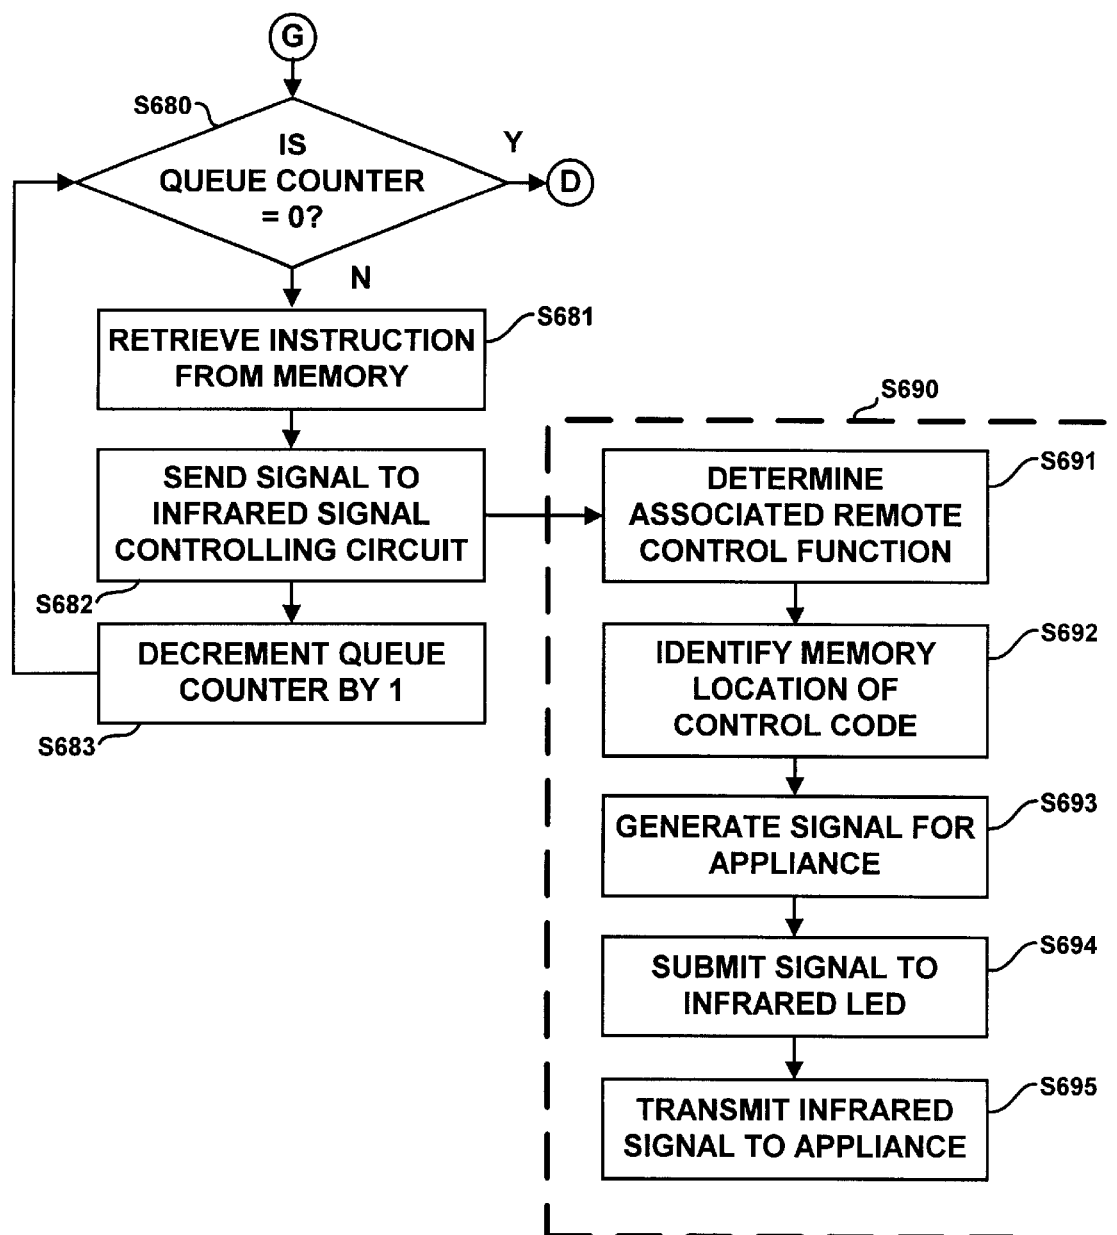 G
S680
IS
QUEUE COUNTER
= 0?
Y
D
N
S681
RETRIEVE INSTRUCTION
FROM MEMORY
SEND SIGNAL TO
INFRARED SIGNAL
CONTROLLING CIRCUIT
S682
DECREMENT QUEUE
COUNTER BY 1
S683
S690
S691
DETERMINE
ASSOCIATED REMOTE
CONTROL FUNCTION
S692
IDENTIFY MEMORY
LOCATION OF
CONTROL CODE
S693
GENERATE SIGNAL FOR
APPLIANCE
S694
SUBMIT SIGNAL TO
INFRARED LED
S695
TRANSMIT INFRARED
SIGNAL TO APPLIANCE